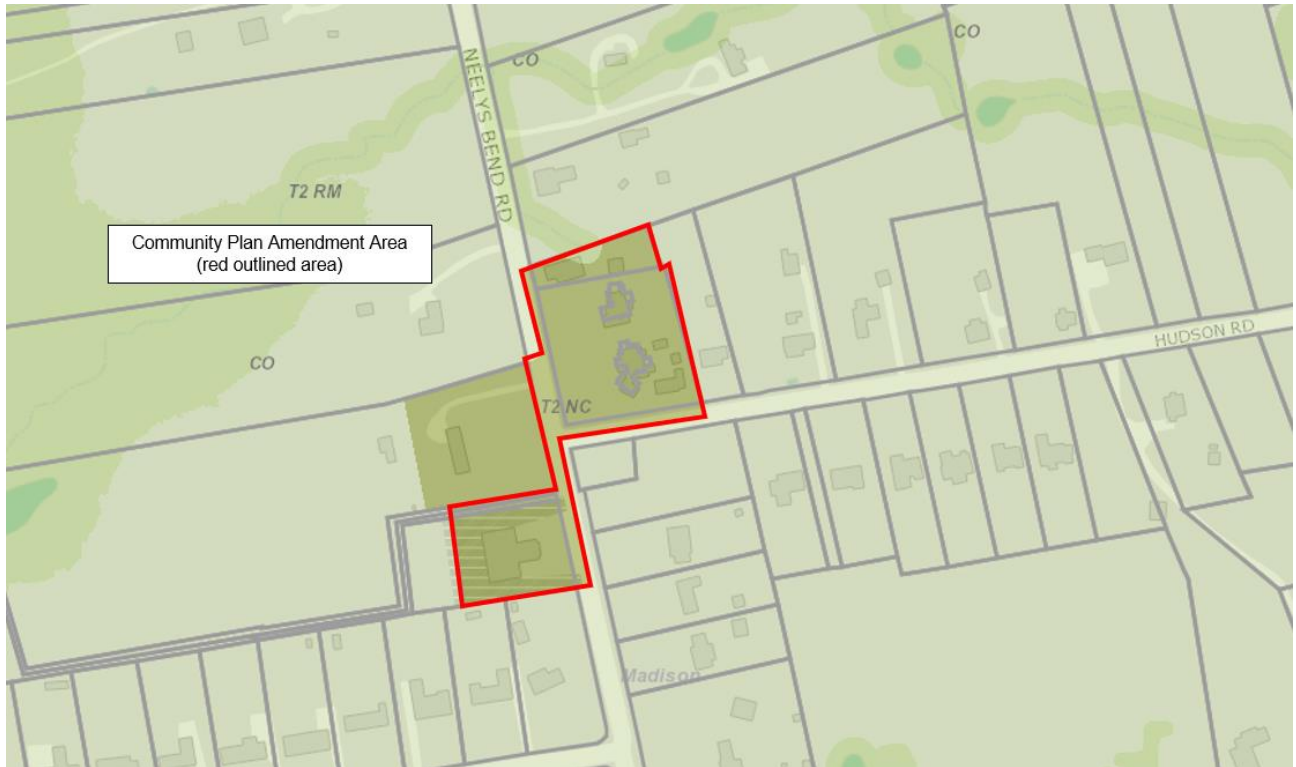 CO
CO
NEELYS BEND RD
T2 RM
Community Plan Amendment Area
(red outlined area)
HUDSON RD
CO
T2 NC
Madison